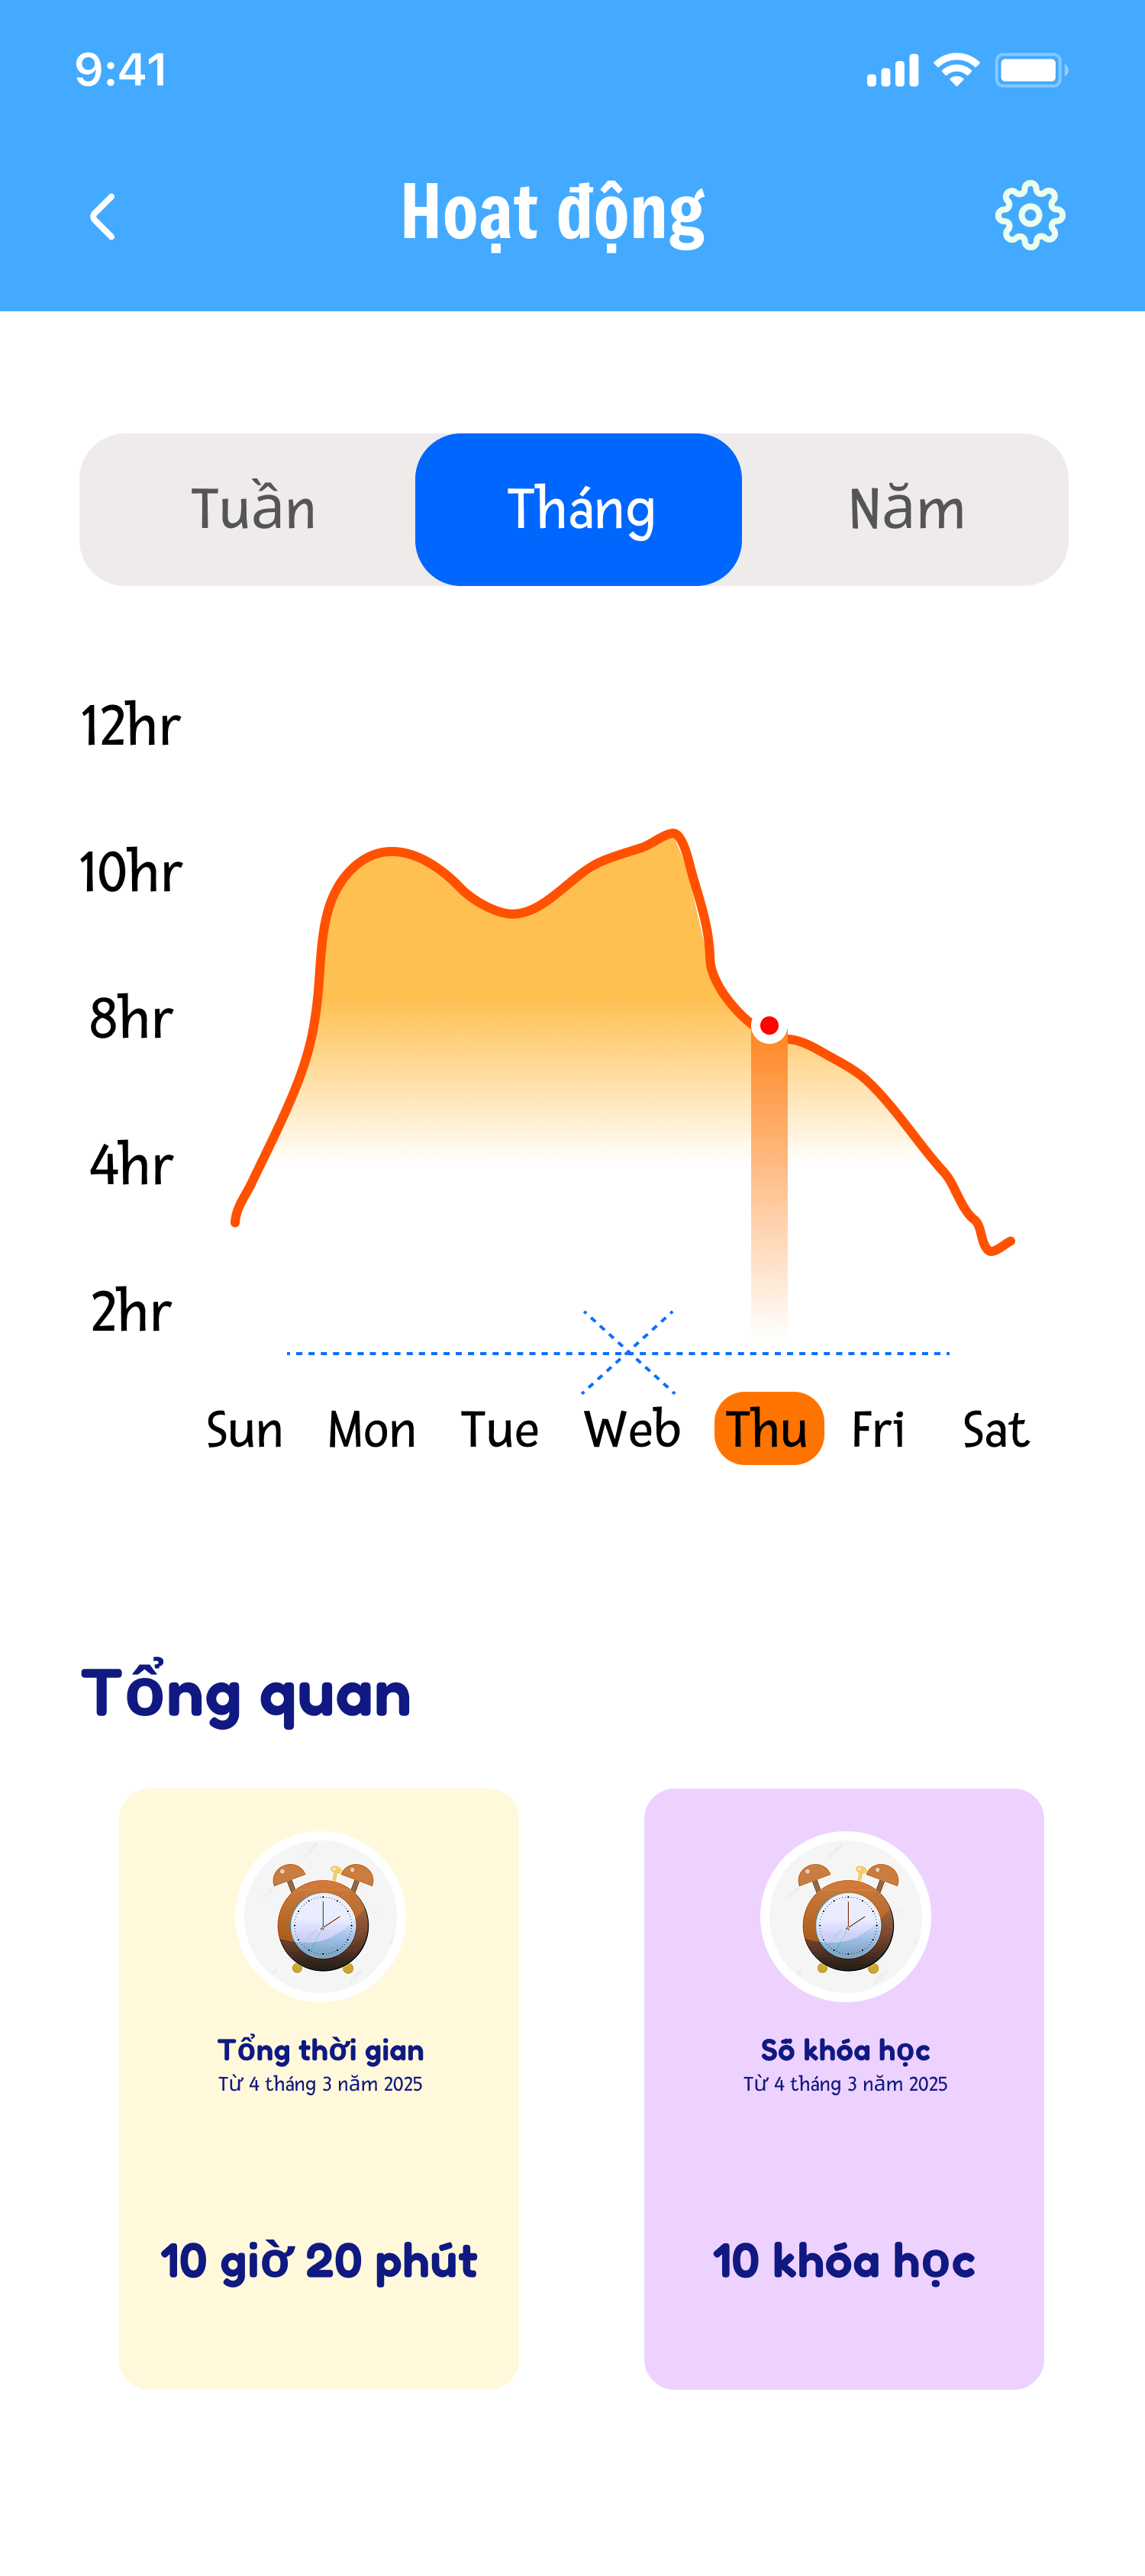 9:41
Hoạt động
Tuần Tháng Năm
12hr
10hr
8hr
4hr
2hr
Sun Mon Tue Web Thu Fri Sat
Tổng quan
Tổng thời gian
Từ 4 tháng 3 năm 2025
10 giờ 20 phút
Số khóa học
Từ 4 tháng 3 năm 2025
10 khóa học